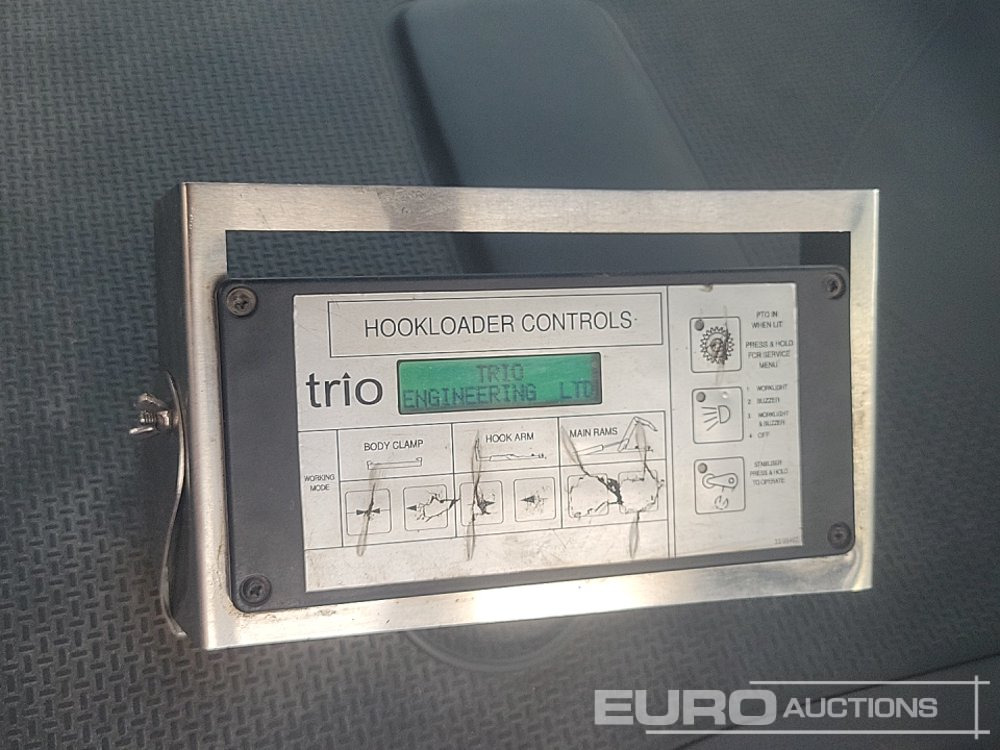 HOOKLOADER CONTROLS
trio
TRIO
ENGINEERING LTD
BODY CLAMP
HOOK ARM
MAIN RAMS
WORKING
MODE
PTO IN
WHEN LIT
PRESS & HOLD
FOR SERVICE
MENU
1 WORKLIGHT
2 BUZZER
3 WORKLIGHT
& BUZZER
4 OFF
STABILISER
PRESS & HOLD
TO OPERATE
EURO AUCTIONS